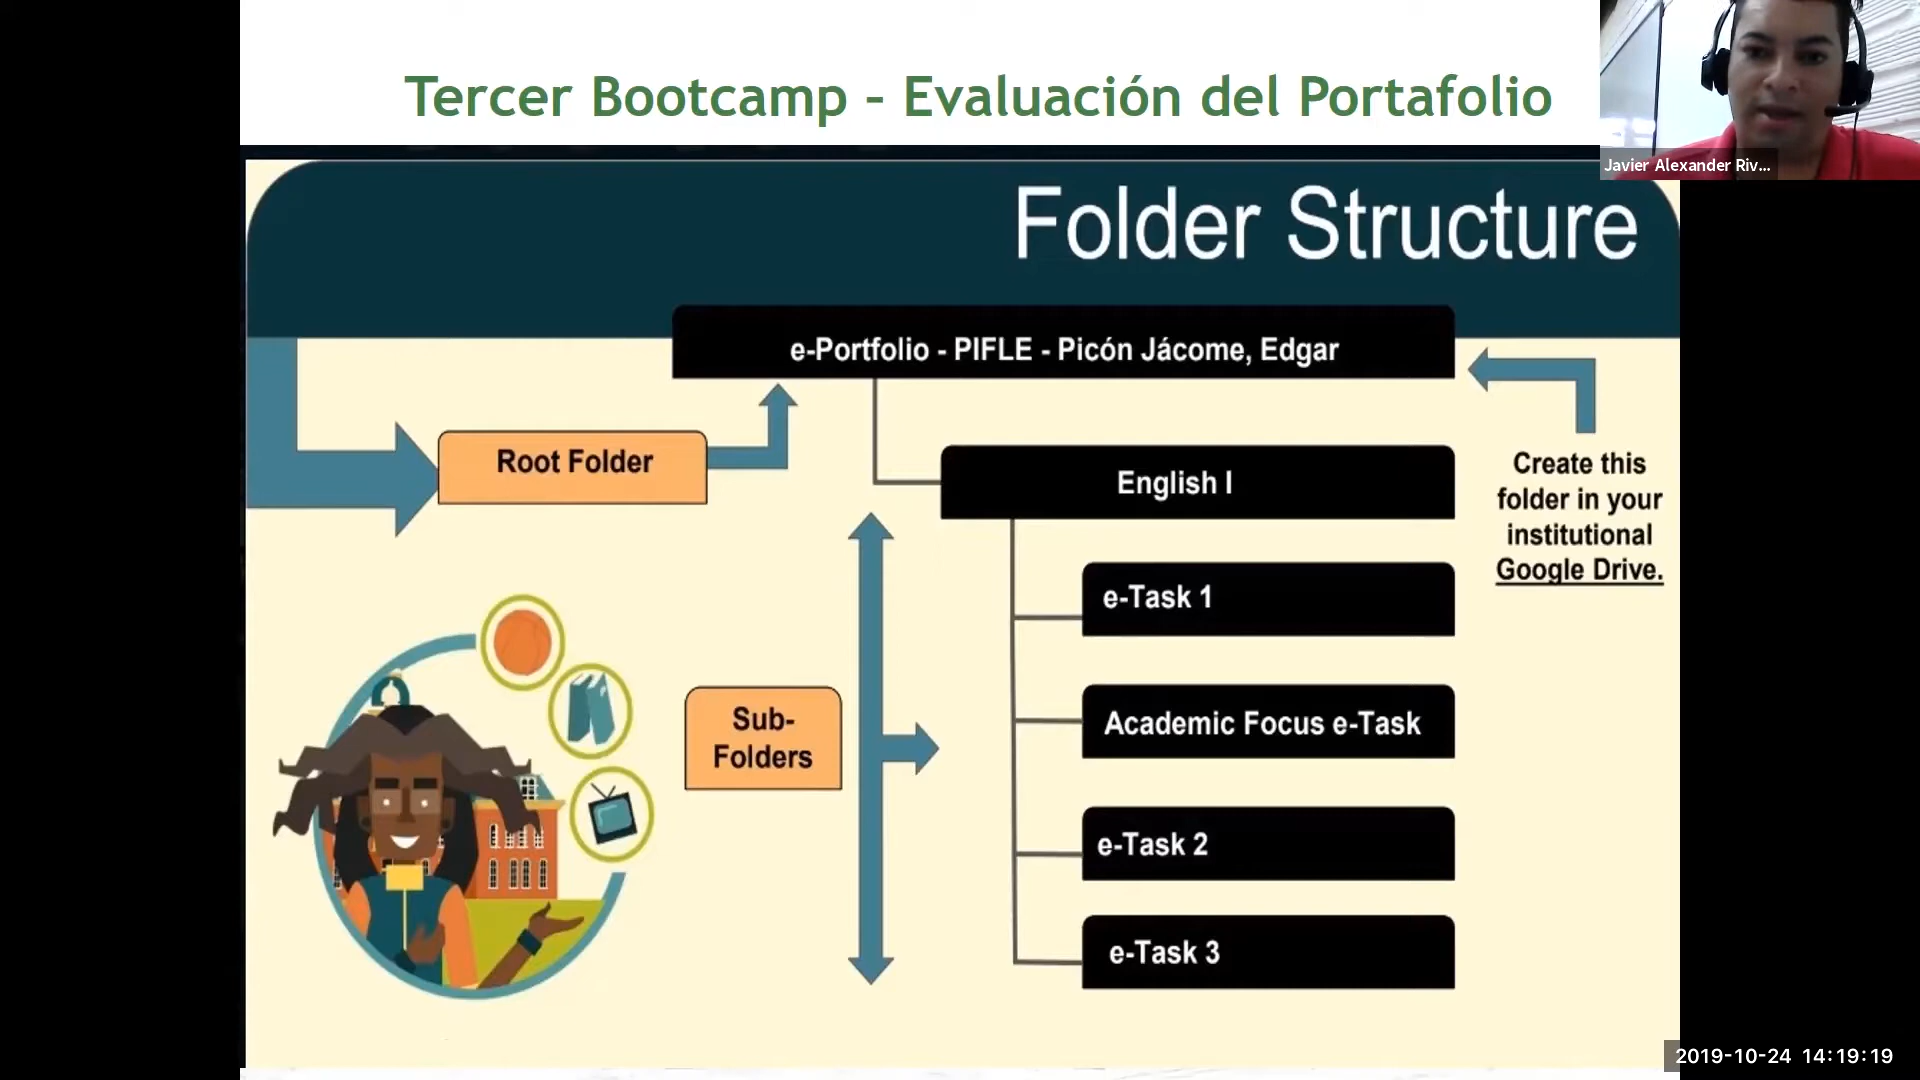 Tercer Bootcamp - Evaluación del Portafolio
Javier Alexander Riv...
Folder Structure
e-Portfolio - PIFLE - Picón Jácome, Edgar
Root Folder
English I
Create this
folder in your
institutional
Google Drive.
e-Task 1
Sub-
Folders
Academic Focus e-Task
e-Task 2
e-Task 3
2019-10-24 14:19:19